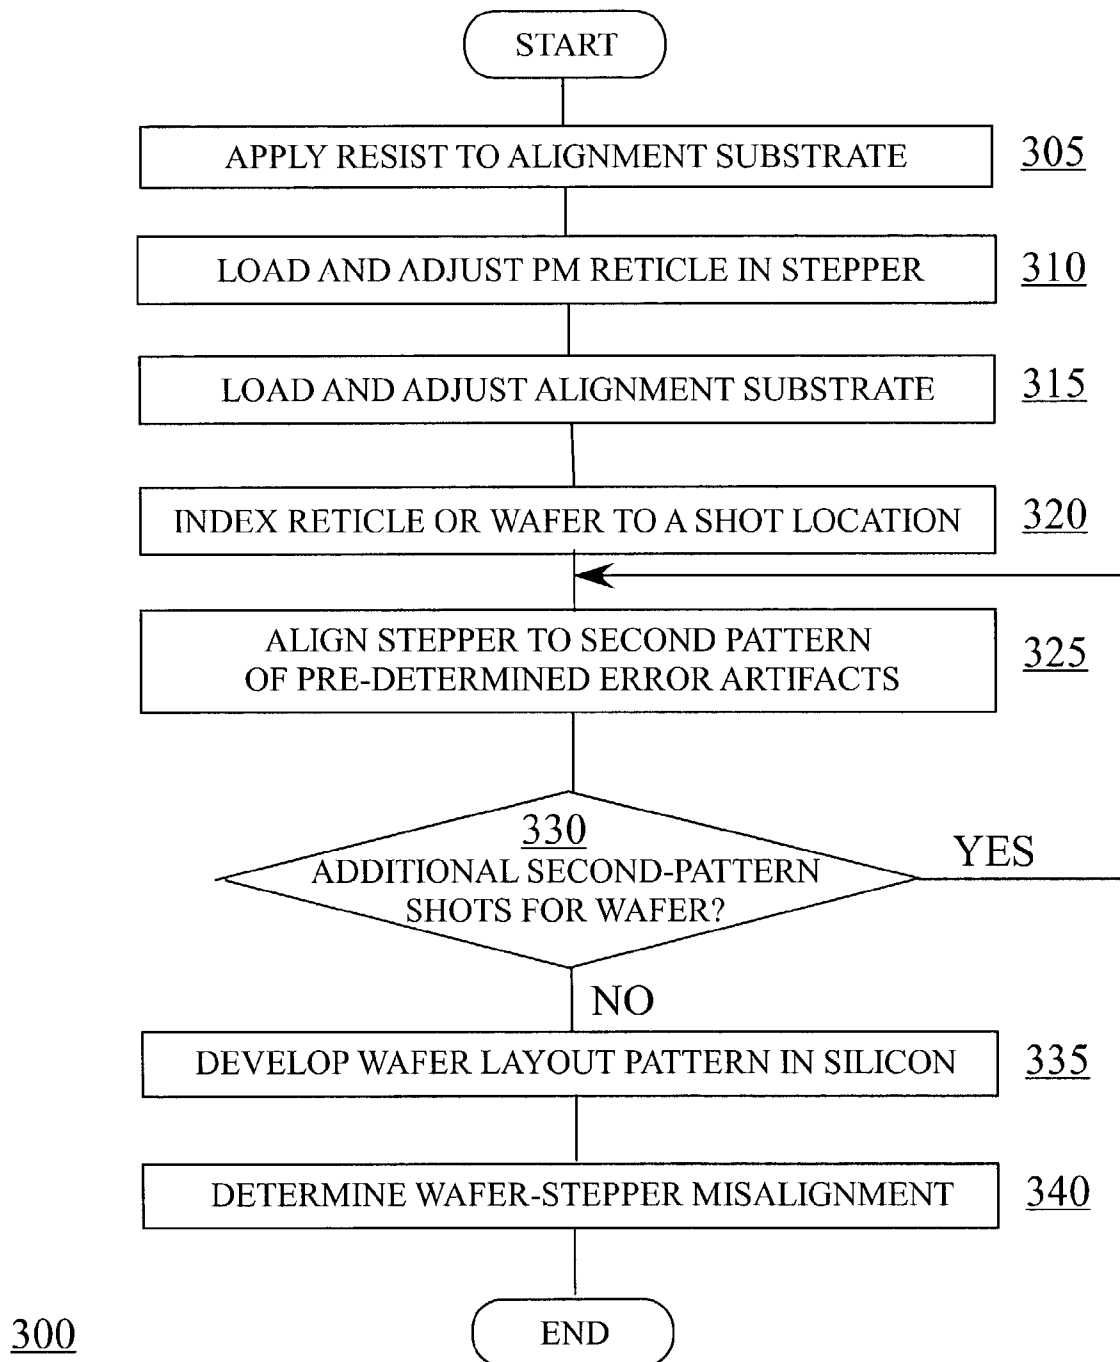 START
APPLY RESIST TO ALIGNMENT SUBSTRATE
305
LOAD AND ADJUST PM RETICLE IN STEPPER
310
LOAD AND ADJUST ALIGNMENT SUBSTRATE
315
INDEX RETICLE OR WAFER TO A SHOT LOCATION
320
ALIGN STEPPER TO SECOND PATTERN
OF PRE-DETERMINED ERROR ARTIFACTS
325
330
ADDITIONAL SECOND-PATTERN
SHOTS FOR WAFER?
YES
NO
DEVELOP WAFER LAYOUT PATTERN IN SILICON
335
DETERMINE WAFER-STEPPER MISALIGNMENT
340
END
300